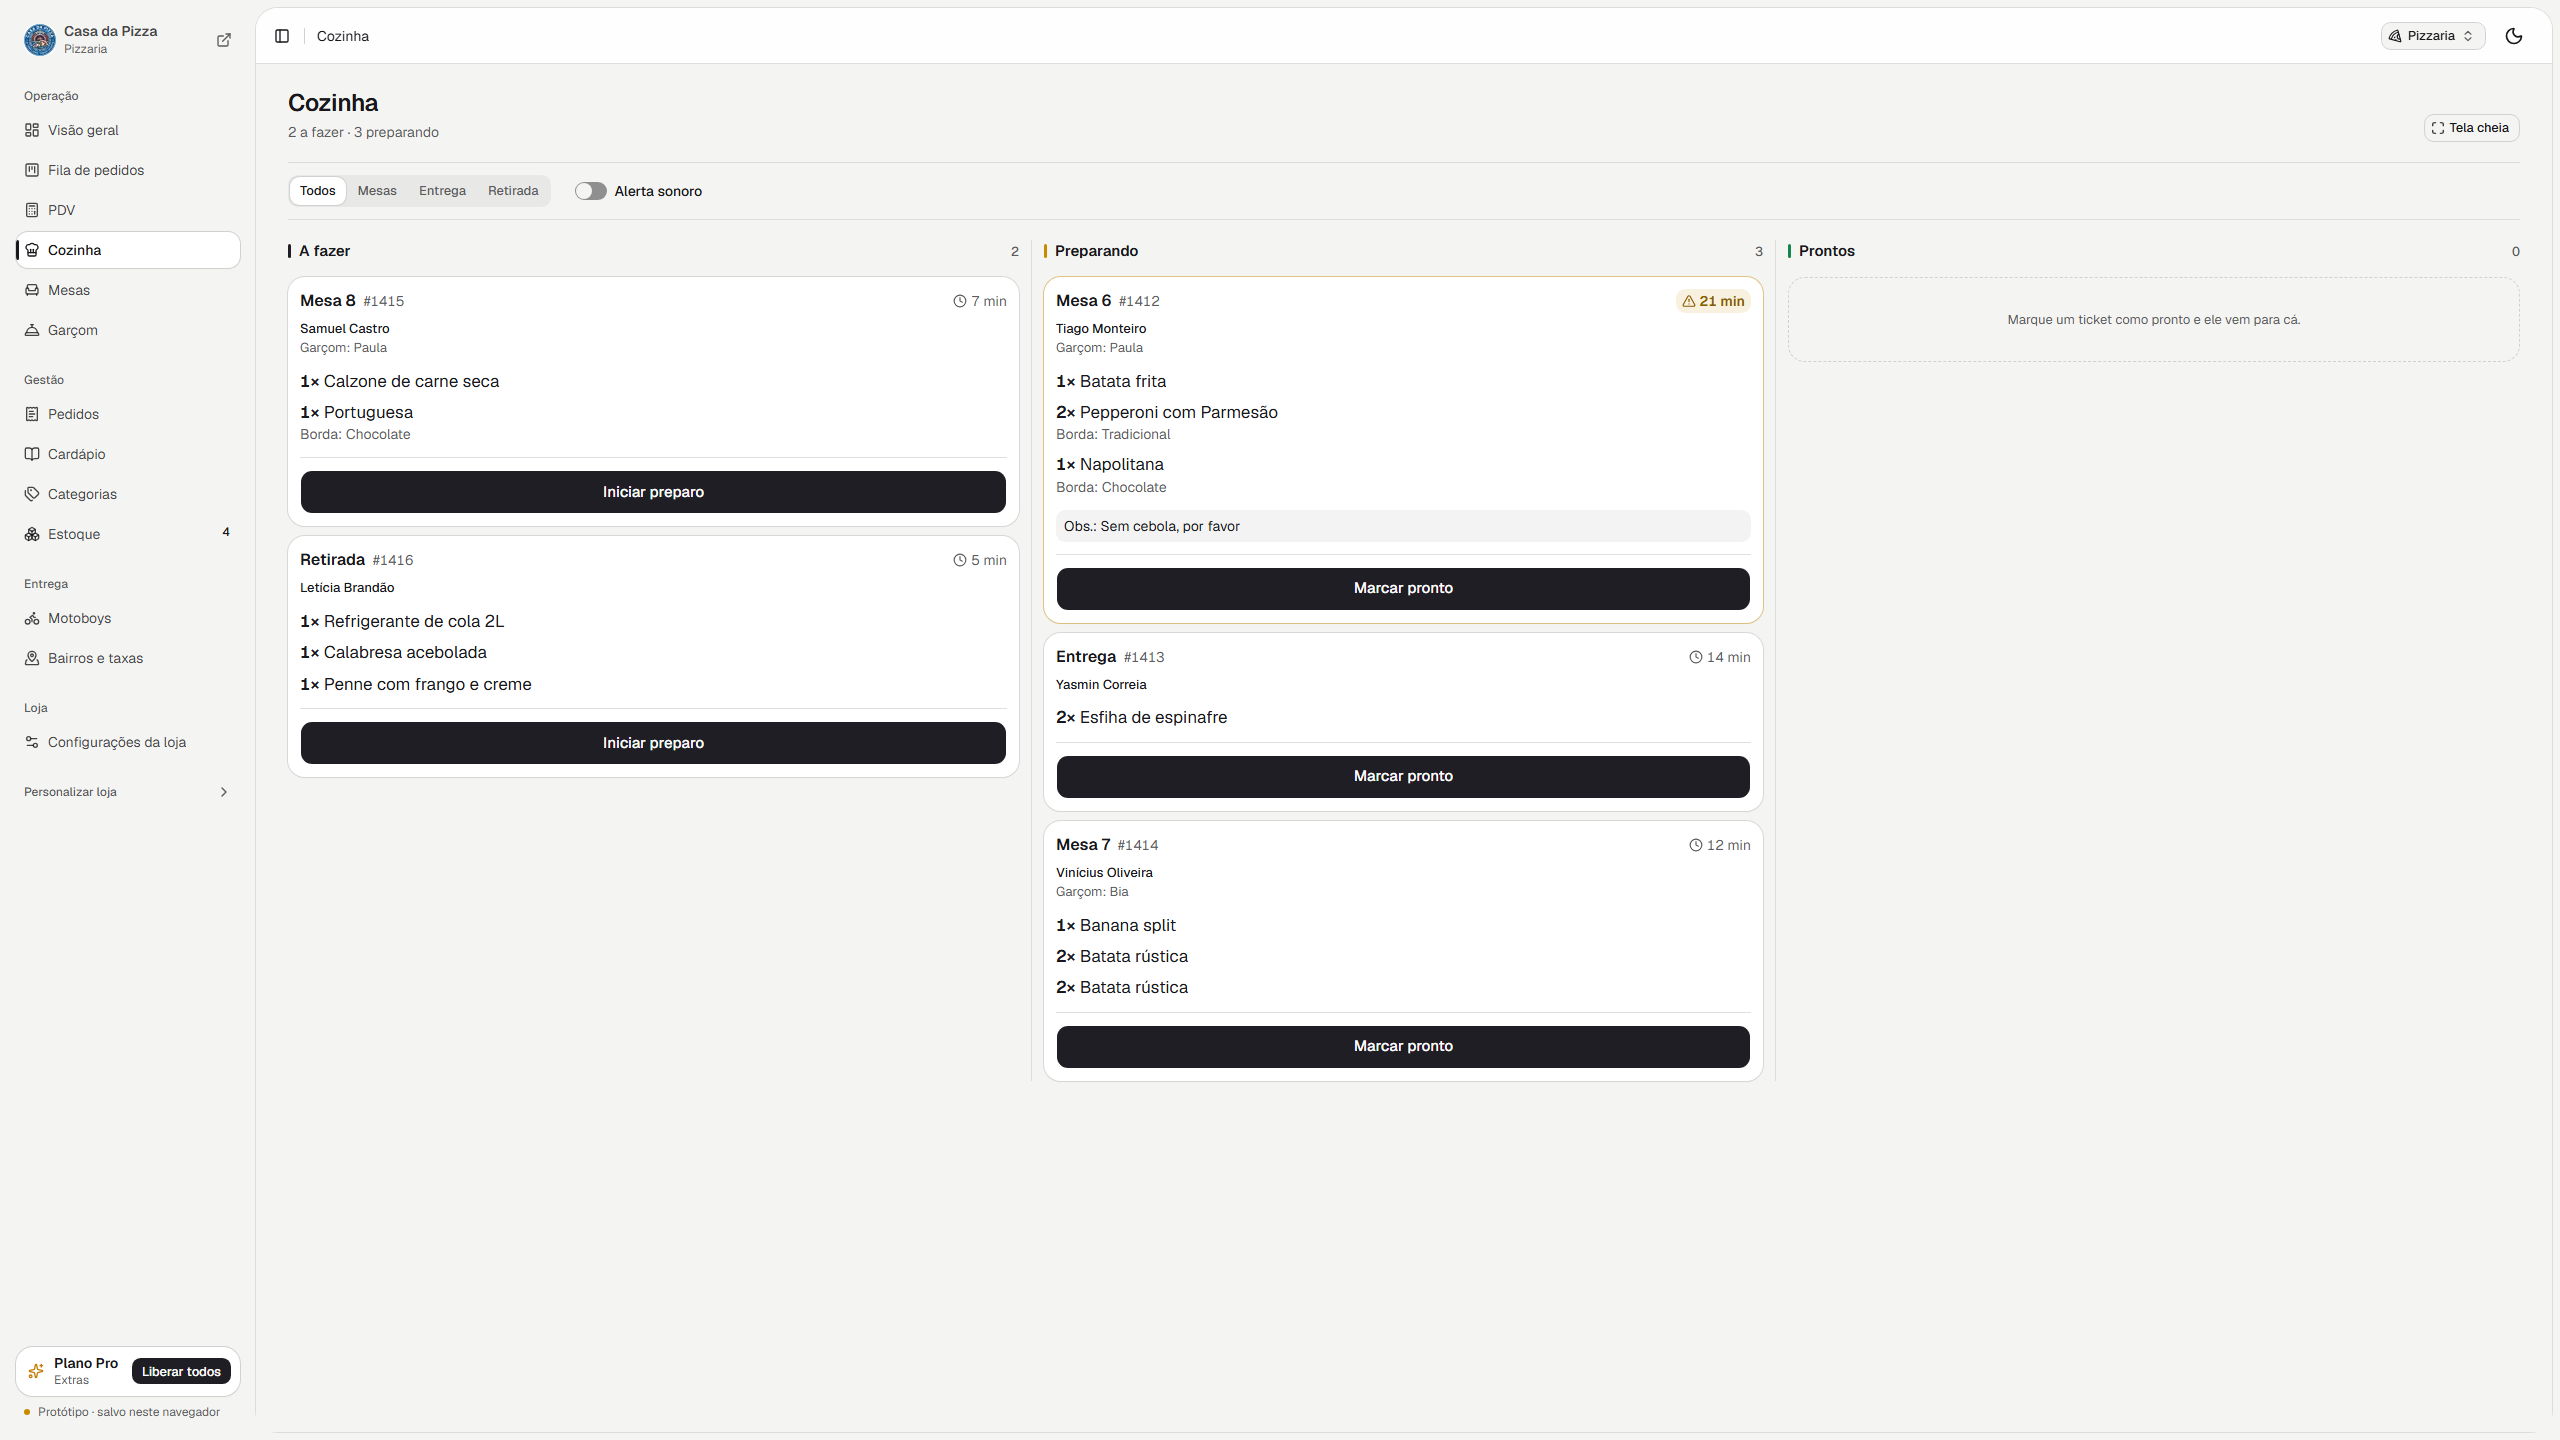 Casa da Pizza
Pizzaria
Operação
Visão geral
Fila de pedidos
PDV
Cozinha
Mesas
Garçom
Gestão
Pedidos
Cardápio
Categorias
Estoque 4
Entrega
Motoboys
Bairros e taxas
Loja
Configurações da loja
Personalizar loja
Plano Pro
Extras
Liberar todos
Protótipo · salvo neste navegador
Cozinha
Pizzaria
Cozinha
2 a fazer · 3 preparando
Tela cheia
Todos Mesas Entrega Retirada Alerta sonoro
A fazer 2
Mesa 8 #1415 7 min
Samuel Castro
Garçom: Paula
1× Calzone de carne seca
1× Portuguesa
Borda: Chocolate
Iniciar preparo
Retirada #1416 5 min
Letícia Brandão
1× Refrigerante de cola 2L
1× Calabresa acebolada
1× Penne com frango e creme
Iniciar preparo
Preparando 3
Mesa 6 #1412 21 min
Tiago Monteiro
Garçom: Paula
1× Batata frita
2× Pepperoni com Parmesão
Borda: Tradicional
1× Napolitana
Borda: Chocolate
Obs.: Sem cebola, por favor
Marcar pronto
Entrega #1413 14 min
Yasmin Correia
2× Esfiha de espinafre
Marcar pronto
Mesa 7 #1414 12 min
Vinícius Oliveira
Garçom: Bia
1× Banana split
2× Batata rústica
2× Batata rústica
Marcar pronto
Prontos 0
Marque um ticket como pronto e ele vem para cá.